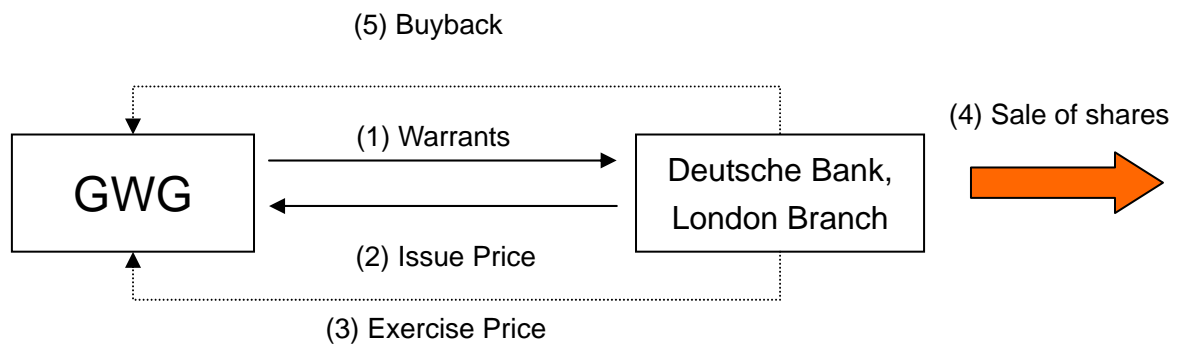 (5) Buyback
(1) Warrants
(4) Sale of shares
GWG
Deutsche Bank,
London Branch
(2) Issue Price
(3) Exercise Price